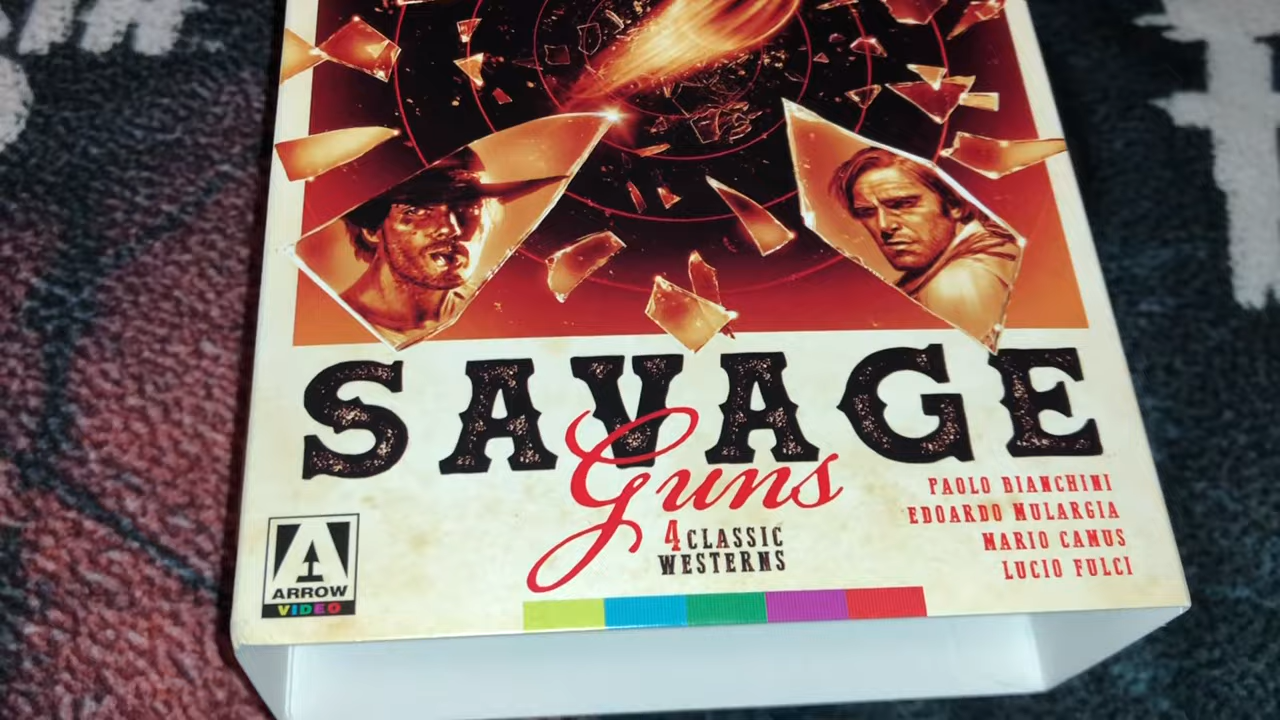 SAVAGE
Guns
4 CLASSIC
WESTERNS
PAOLO BIANCHINI
EDOARDO MULARGIA
MARIO CAMUS
LUCIO FULCI
ARROW
VIDEO